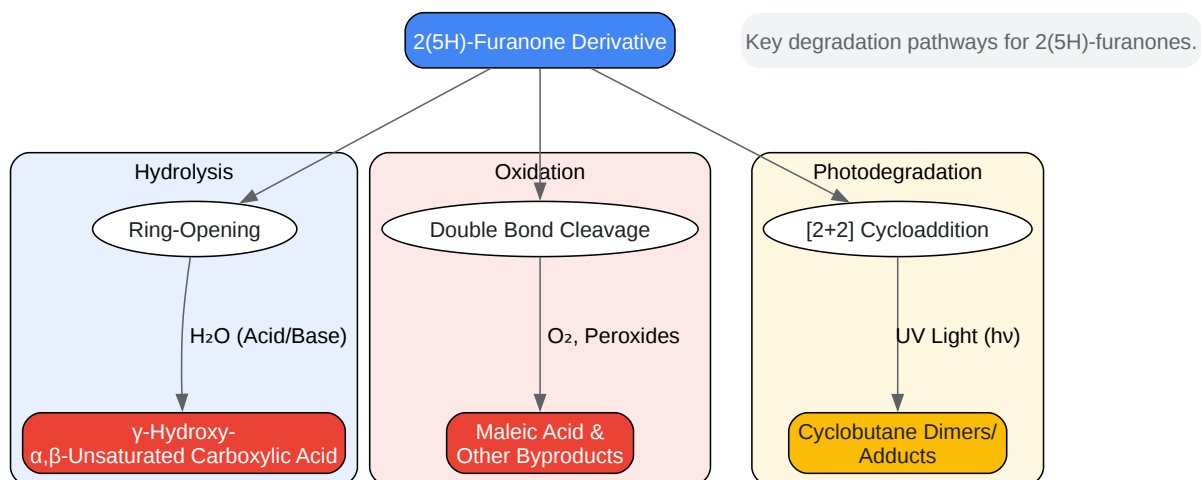 2(5H)-Furanone Derivative
Key degradation pathways for 2(5H)-furanones.
Hydrolysis
Oxidation
Photodegradation
Ring-Opening
Double Bond Cleavage
[2+2] Cycloaddition
H₂O (Acid/Base)
O₂, Peroxides
UV Light (hν)
γ-Hydroxy-
α,β-Unsaturated Carboxylic Acid
Maleic Acid &
Other Byproducts
Cyclobutane Dimers/
Adducts